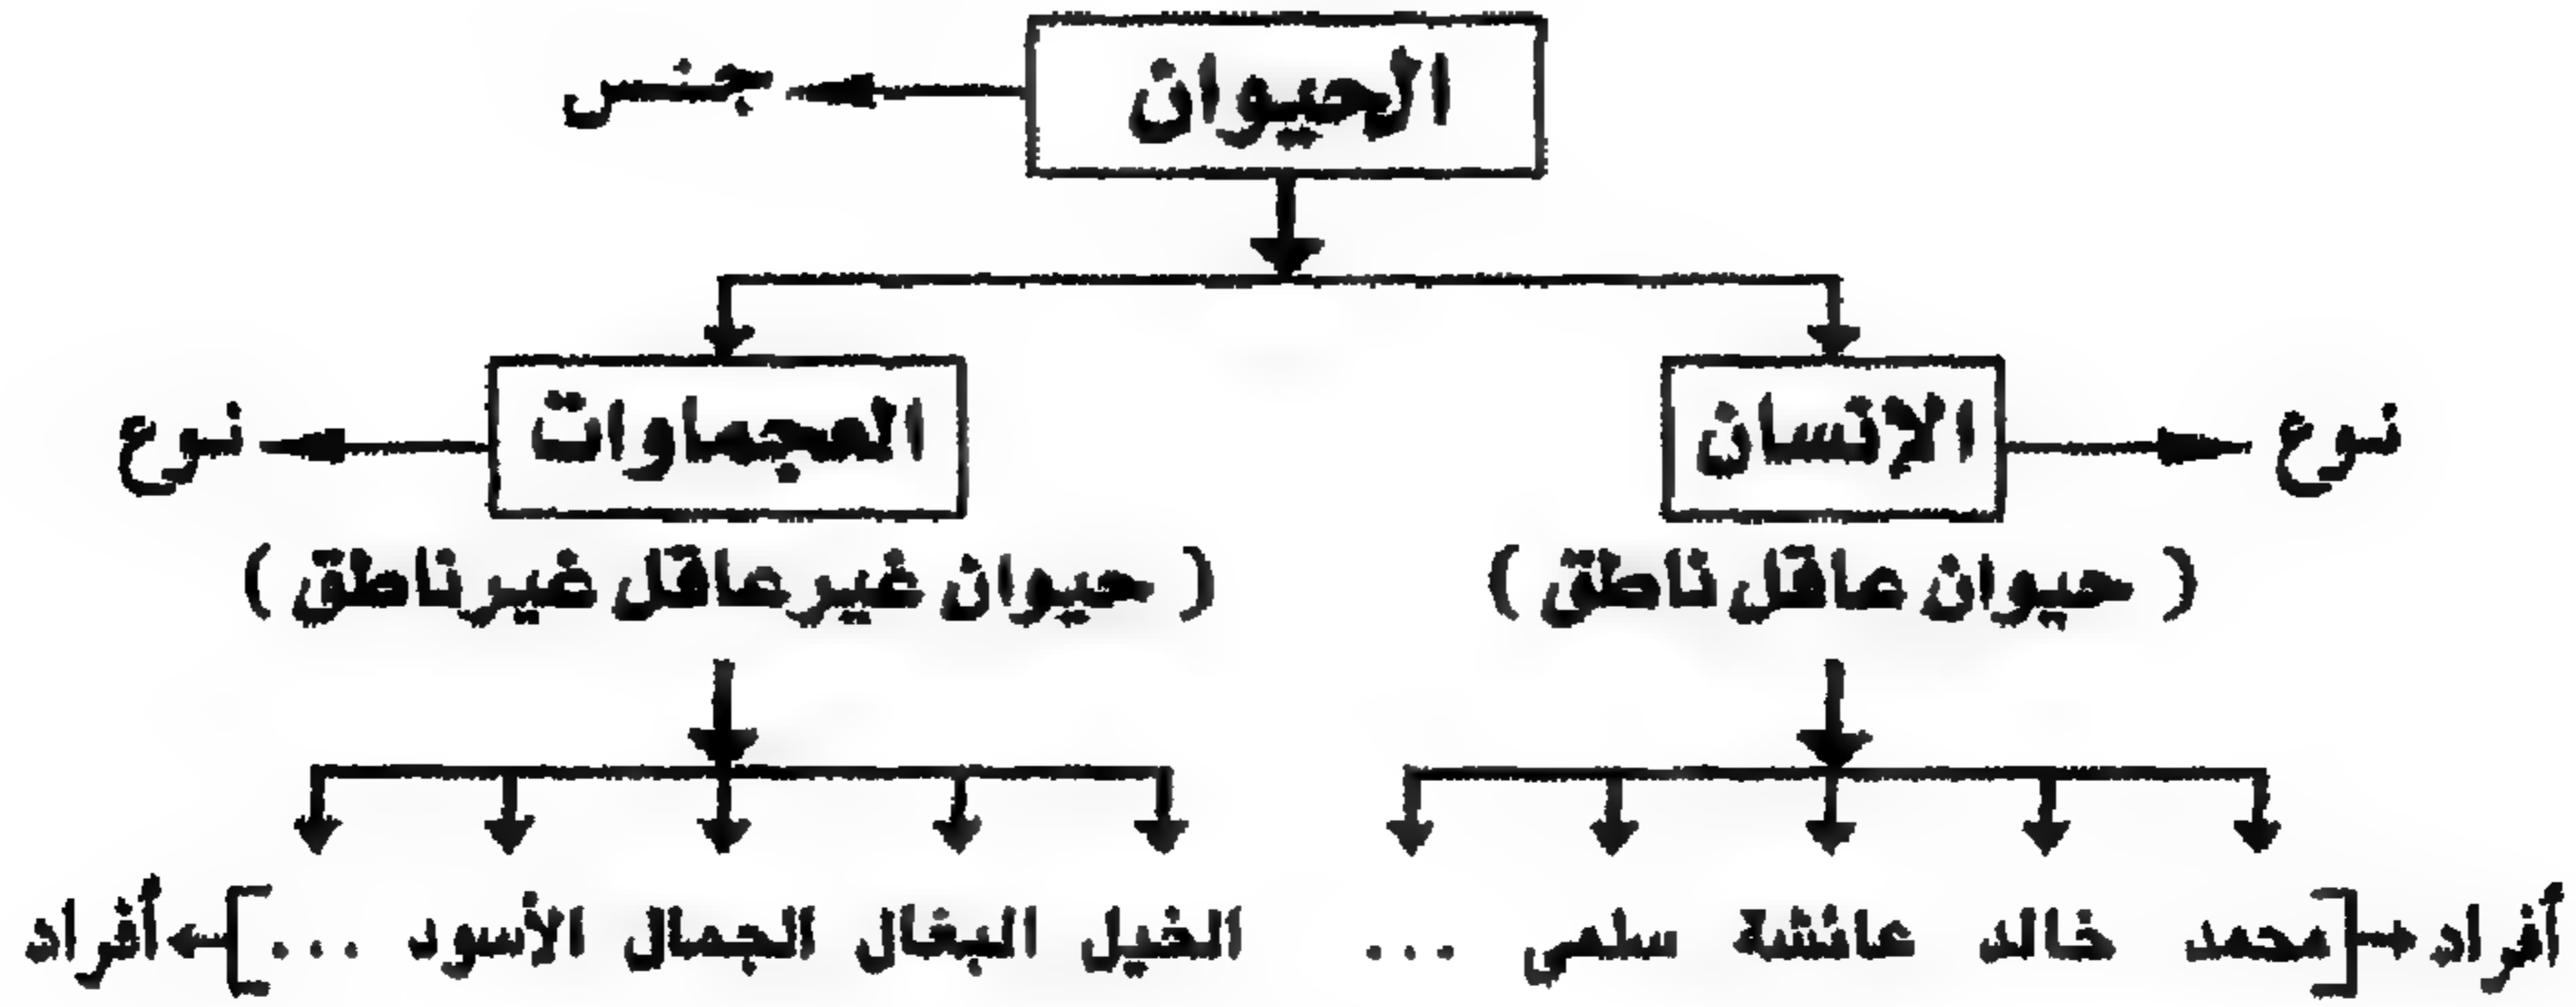 الحيوان
جنس
نوع
الإنسان
العجماوات
نوع
( حيوان عاقل ناطق )
( حيوان غير عاقل غير ناطق )
أفراد
محمد خالد عائشة سلمى ...
الخيل البغال الجمال الأسود ...
أفراد